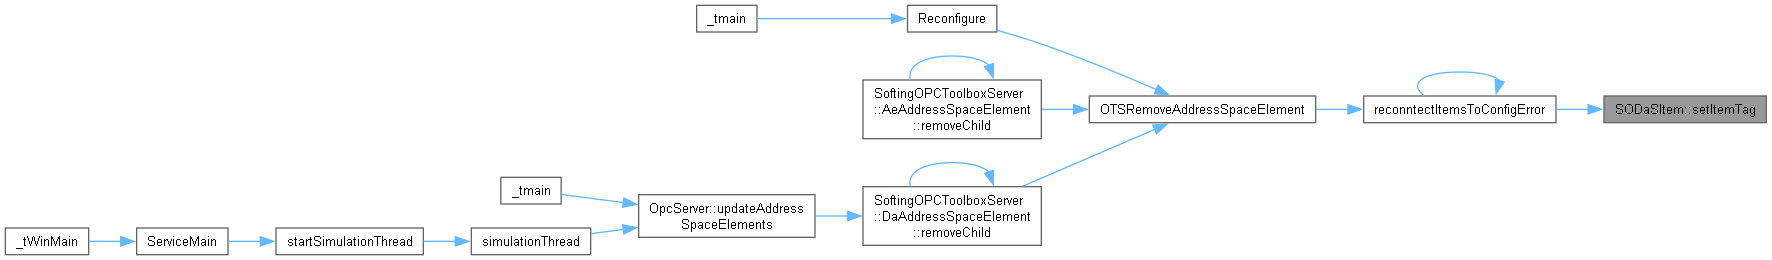 _tmain
Reconfigure
SoftingOPCToolboxServer
::AeAddressSpaceElement
::removeChild
OTSRemoveAddressSpaceElement
reconntectItemsToConfigError
SODaSItem::setItemTag
_tmain
OpcServer::updateAddress
SpaceElements
SoftingOPCToolboxServer
::DaAddressSpaceElement
::removeChild
_tWinMain
ServiceMain
startSimulationThread
simulationThread